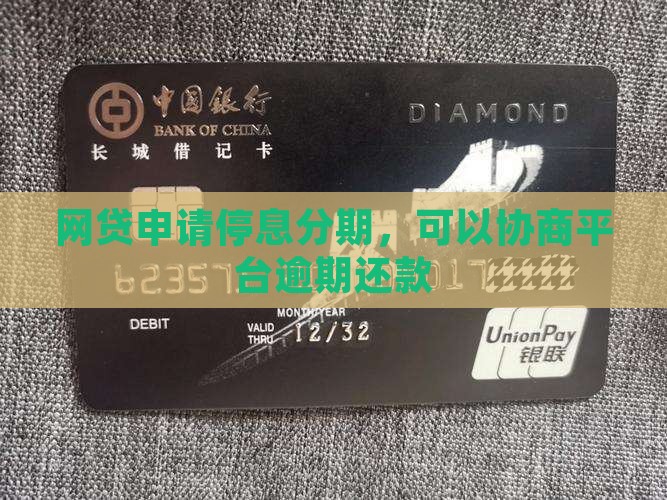 中国银行
DIAMOND
BANK OF CHINA
长城借记卡
网贷申请停息分期，可以协商平
台逾期还款
DEBIT
MONTH/YEAR
VALID
THRU
12/32
UnionPay
银联